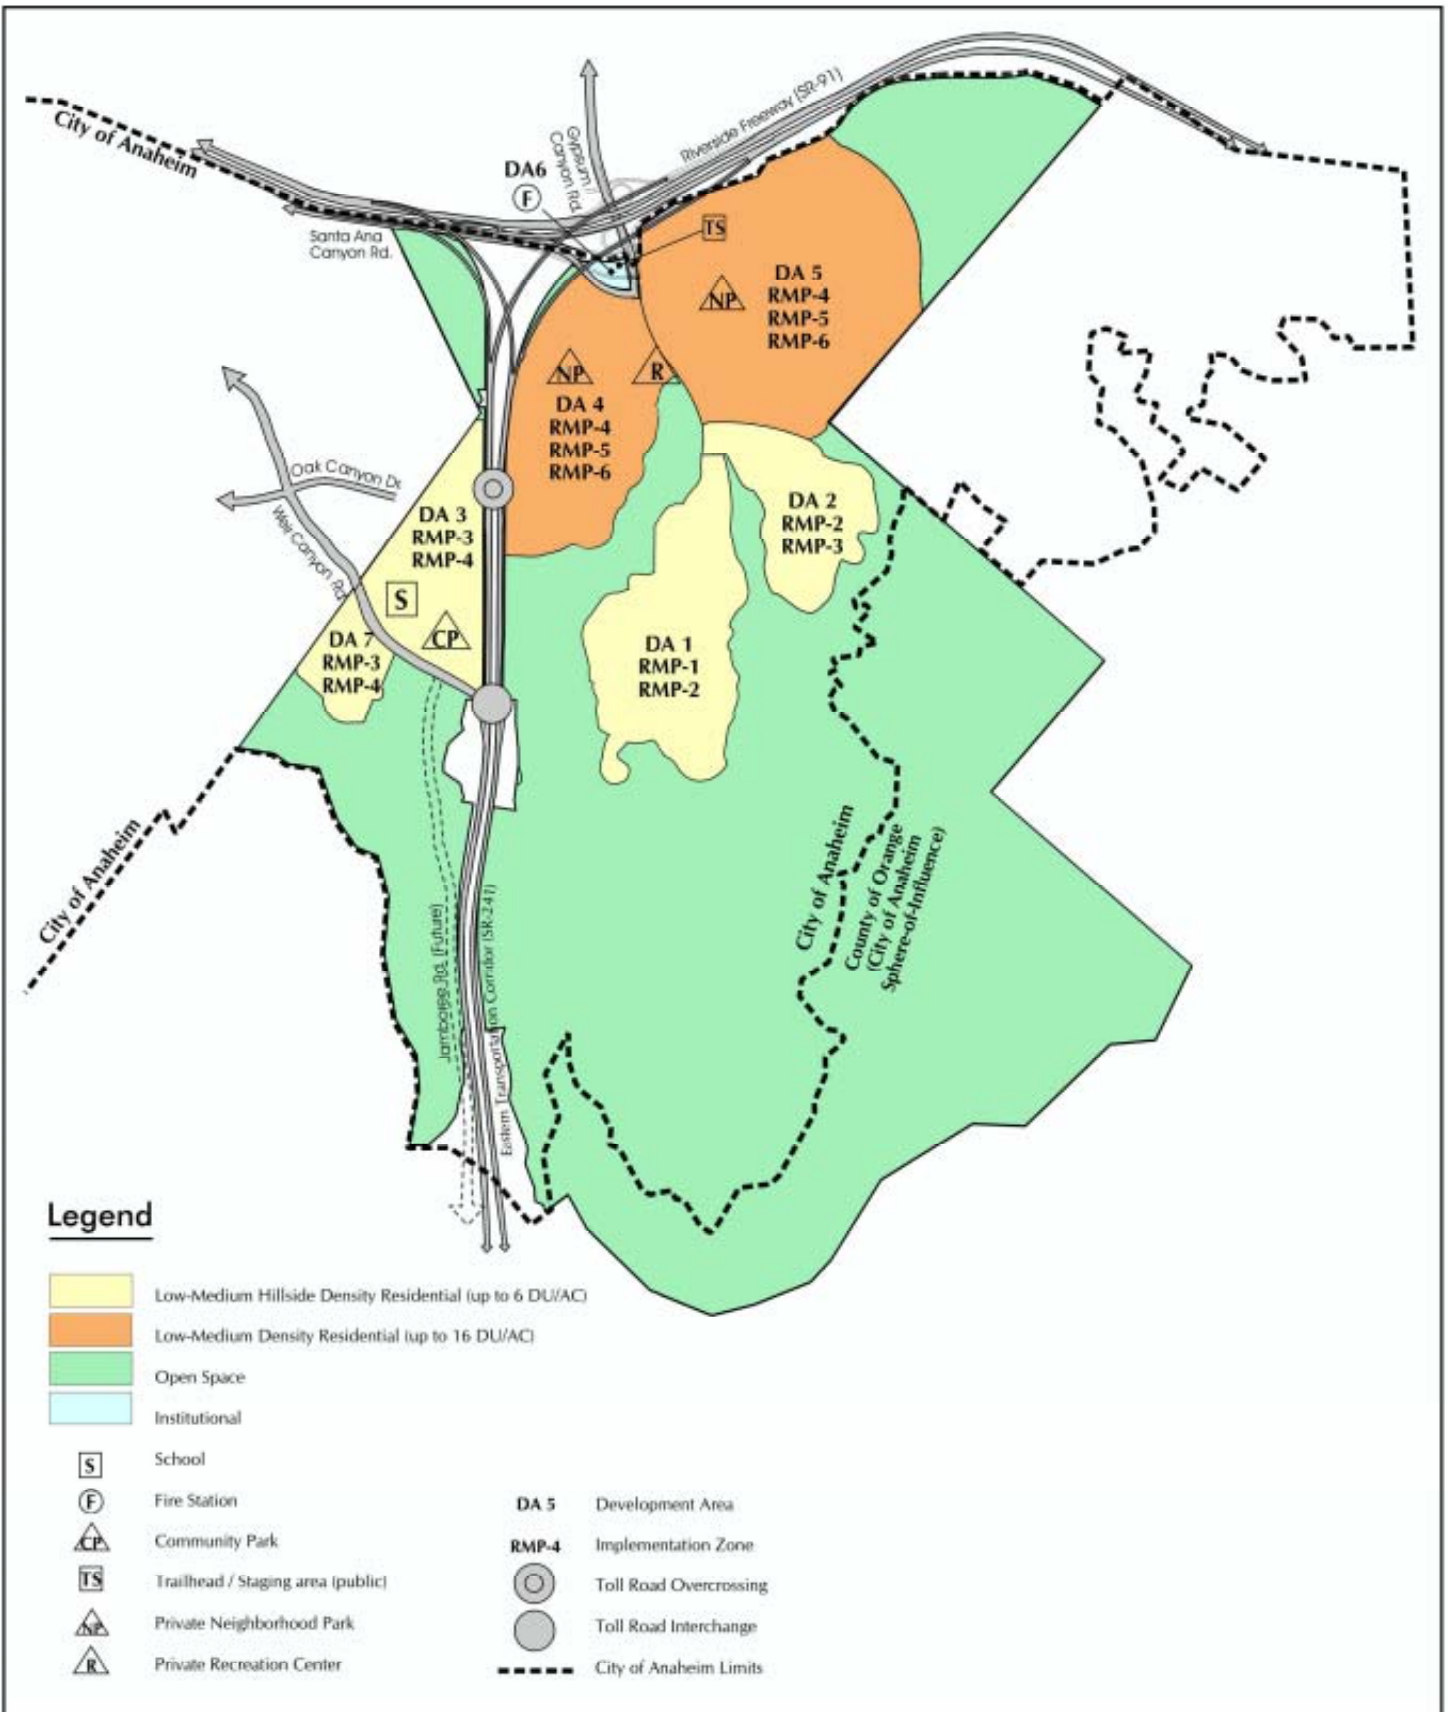 City of Anaheim
Riverside Freeway (SR-91)
Gypsum
Canyon Rd.
DA6
F
Santa Ana
Canyon Rd.
TS
NP
DA 5
RMP-4
RMP-5
RMP-6
NP
R
DA 4
RMP-4
RMP-5
RMP-6
Oak Canyon Dr
Weir Canyon Rd
DA 3
RMP-3
RMP-4
DA 2
RMP-2
RMP-3
S
CP
DA 7
RMP-3
RMP-4
DA 1
RMP-1
RMP-2
City of Anaheim
City of Anaheim
County of Orange
(City of Anaheim
Sphere-of-Influence)
Jamboree Rd. (Future)
Eastern Transportation Corridor (SR-241)
Legend
Low-Medium Hillside Density Residential (up to 6 DU/AC)
Low-Medium Density Residential (up to 16 DU/AC)
Open Space
Institutional
S School
F Fire Station
CP Community Park
TS Trailhead / Staging area (public)
NP Private Neighborhood Park
R Private Recreation Center
DA 5 Development Area
RMP-4 Implementation Zone
Toll Road Overcrossing
Toll Road Interchange
City of Anaheim Limits